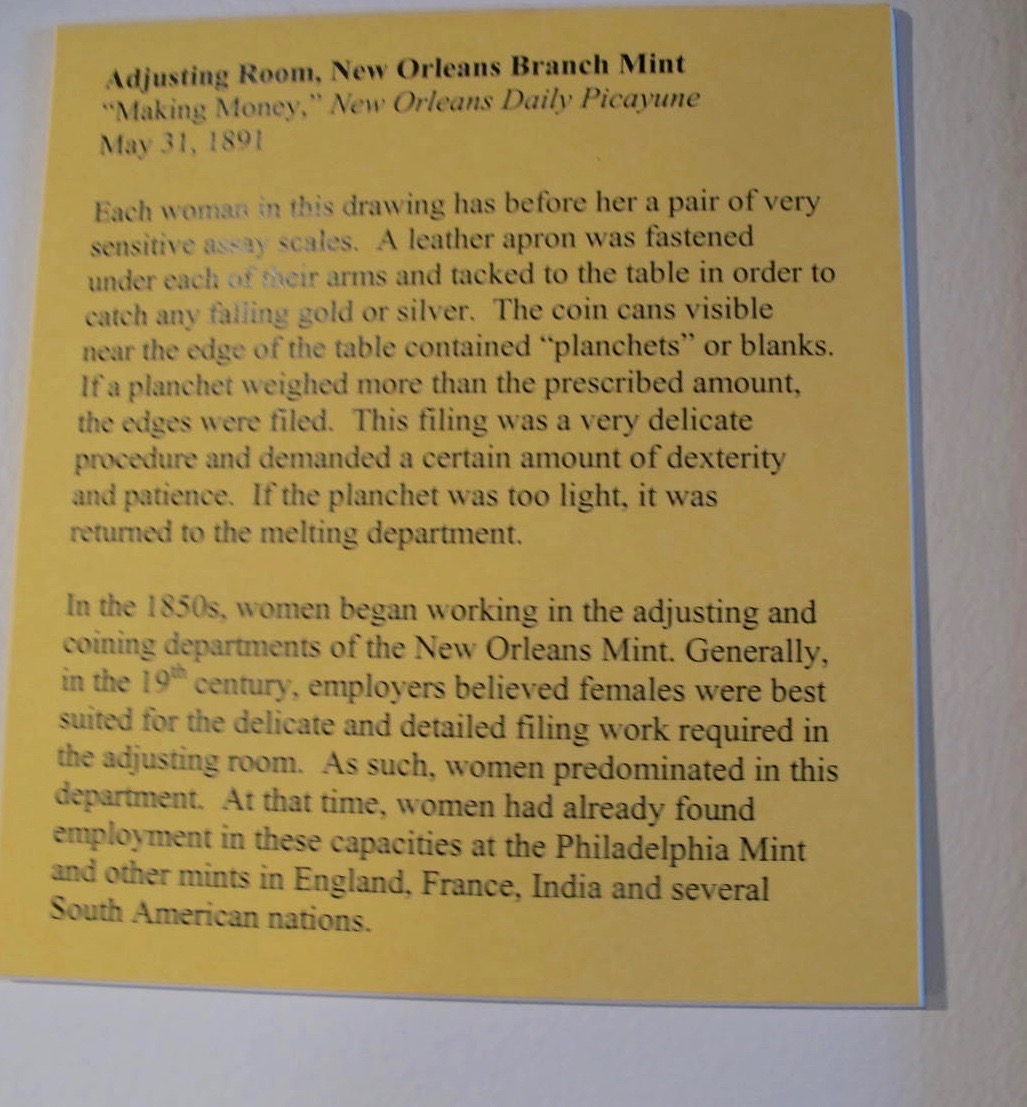 Adjusting Room, New Orleans Branch Mint
“Making Money,” New Orleans Daily Picayune
May 31, 1891
Each woman in this drawing has before her a pair of very
sensitive assay scales. A leather apron was fastened
under each of their arms and tacked to the table in order to
catch any falling gold or silver. The coin cans visible
near the edge of the table contained “planchets” or blanks.
If a planchet weighed more than the prescribed amount,
the edges were filed. This filing was a very delicate
procedure and demanded a certain amount of dexterity
and patience. If the planchet was too light, it was
returned to the melting department.
In the 1850s, women began working in the adjusting and
coining departments of the New Orleans Mint. Generally,
in the 19th century, employers believed females were best
suited for the delicate and detailed filing work required in
the adjusting room. As such, women predominated in this
department. At that time, women had already found
employment in these capacities at the Philadelphia Mint
and other mints in England, France, India and several
South American nations.